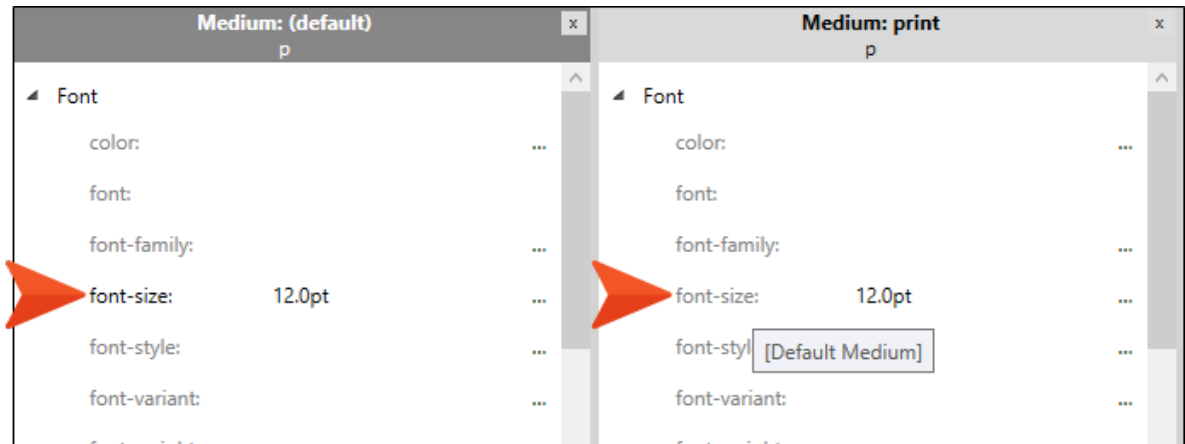 Medium: (default)
p
x
Font
color:
...
font:
font-family:
...
font-size: 12.0pt
...
font-style:
...
font-variant:
...
Medium: print
p
x
Font
color:
...
font:
font-family:
...
font-size: 12.0pt
...
font-styl
[Default Medium]
...
font-variant:
...